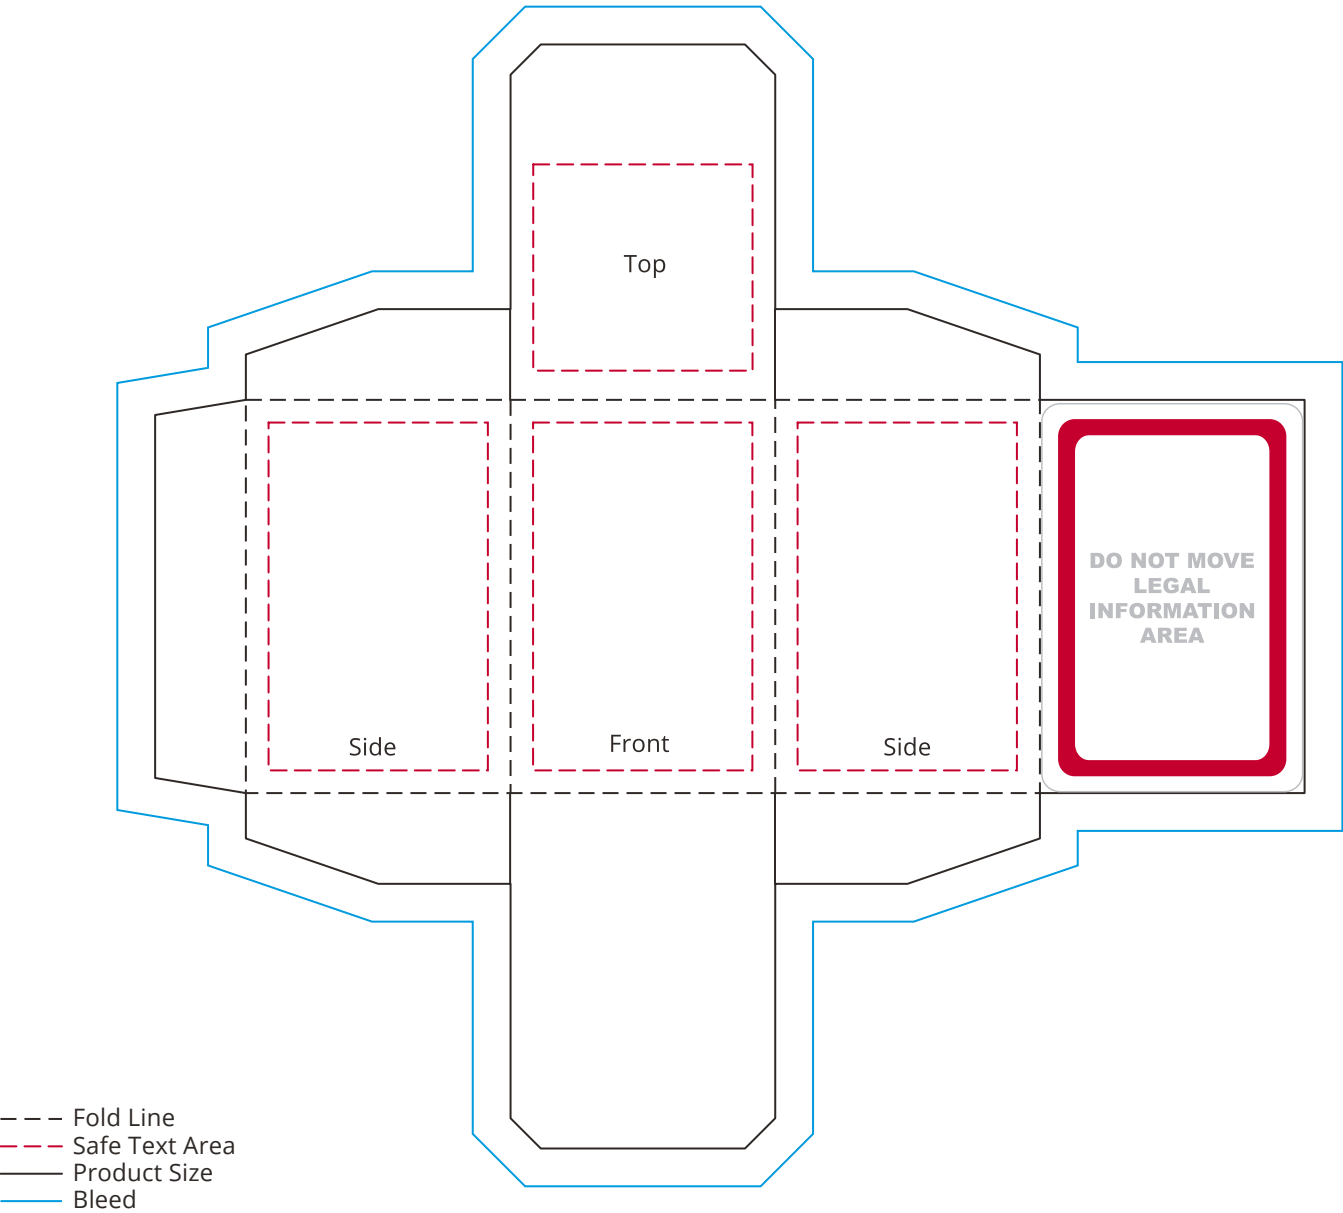 Top
Side
Front
Side
DO NOT MOVE
LEGAL
INFORMATION
AREA
Fold Line
Safe Text Area
Product Size
Bleed